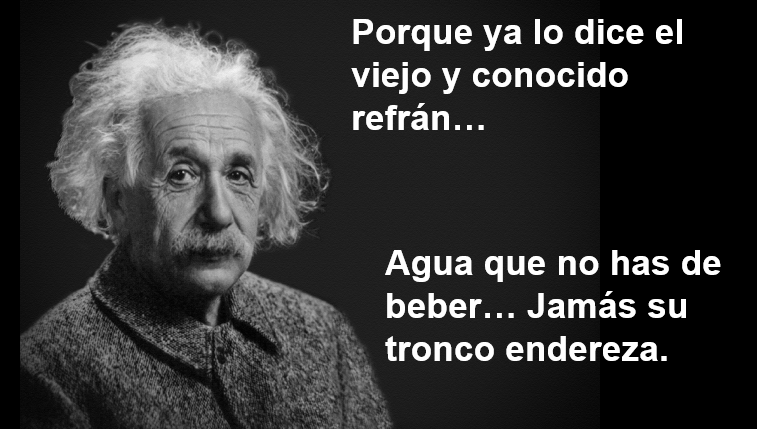 Porque ya lo dice el
viejo y conocido
refrán…
Agua que no has de
beber… Jamás su
tronco endereza.